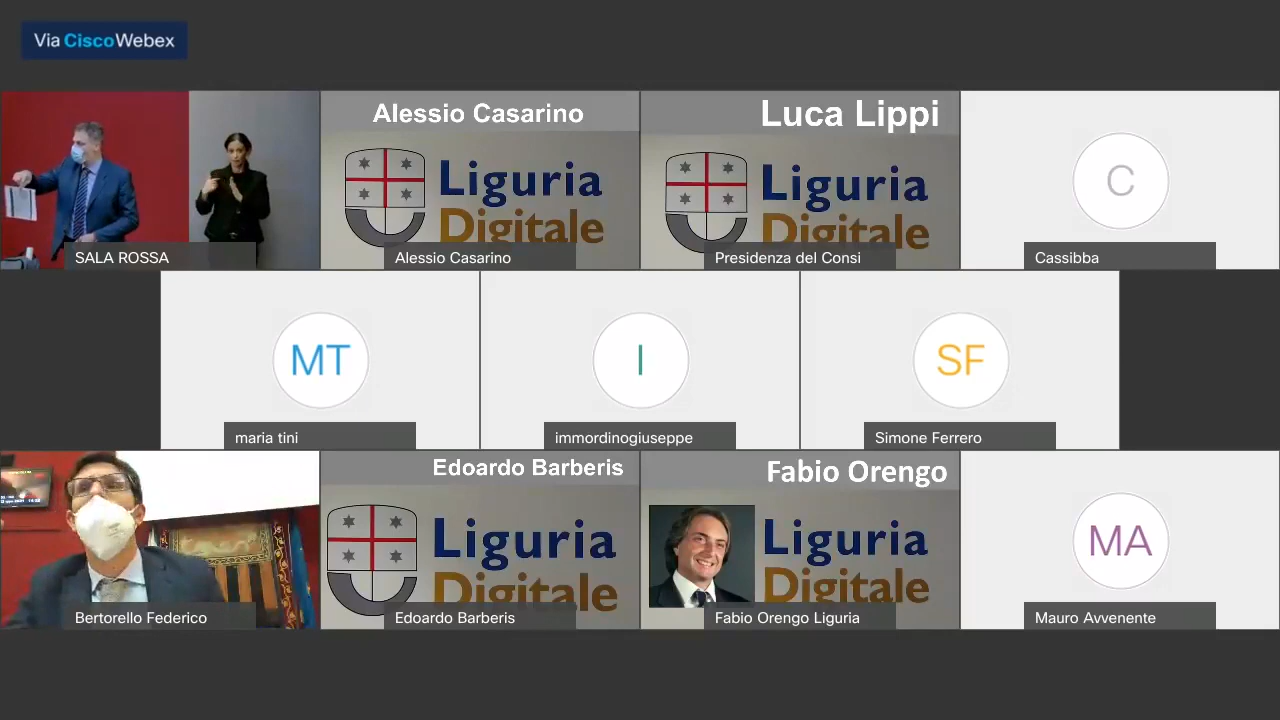 Via CiscoWebex
Alessio Casarino
Luca Lippi
Liguria
Digitale
Liguria
Digitale
C
SALA ROSSA
Alessio Casarino
Presidenza del Consi
Cassibba
MT
I
SF
maria tini
immordinogiuseppe
Simone Ferrero
Edoardo Barberis
Fabio Orengo
Liguria
Digitale
Liguria
Digitale
MA
Bertorello Federico
Edoardo Barberis
Fabio Orengo Liguria
Mauro Avvenente